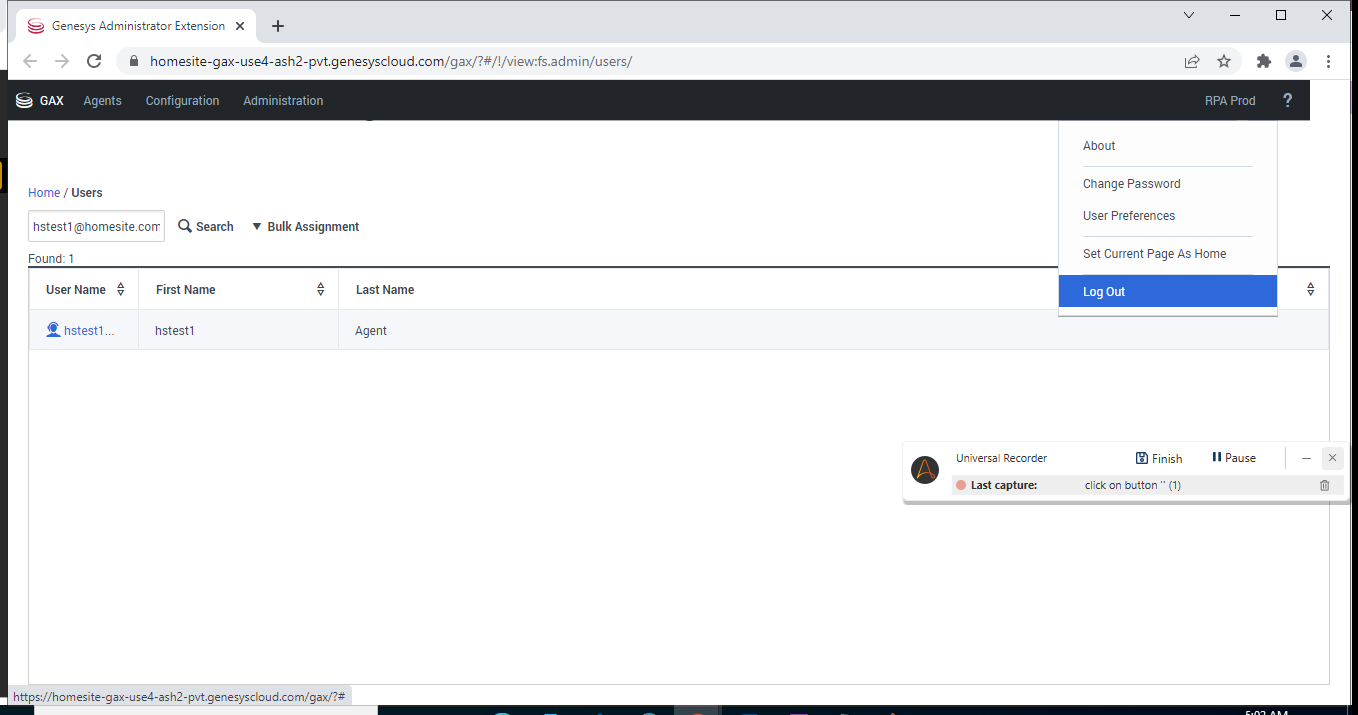 Genesys Administrator Extension
homesite-gax-use4-ash2-pvt.genesyscloud.com/gax/?#/!/view:fs.admin/users/
GAX Agents Configuration Administration RPA Prod ?
About
Change Password
User Preferences
Set Current Page As Home
Log Out
Home / Users
hstest1@homesite.com Search Bulk Assignment
Found: 1
User Name First Name Last Name
hstest1... hstest1 Agent
Universal Recorder Finish Pause
Last capture: click on button '' (1)
https://homesite-gax-use4-ash2-pvt.genesyscloud.com/gax/?#